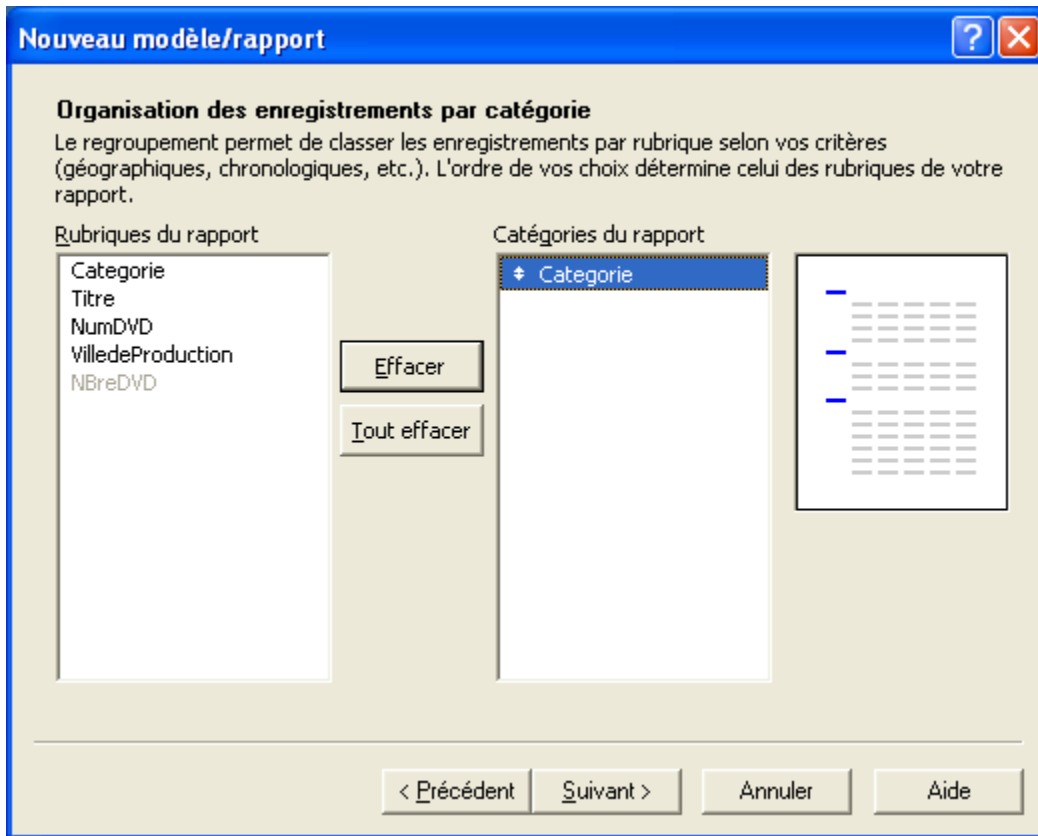 Nouveau modèle/rapport
Organisation des enregistrements par catégorie
Le regroupement permet de classer les enregistrements par rubrique selon vos critères
(géographiques, chronologiques, etc.). L'ordre de vos choix détermine celui des rubriques de votre
rapport.
Rubriques du rapport
Catégories du rapport
Categorie
Titre
NumDVD
VilledeProduction
NBreDVD
Effacer
Tout effacer
Categorie
< Précédent
Suivant >
Annuler
Aide